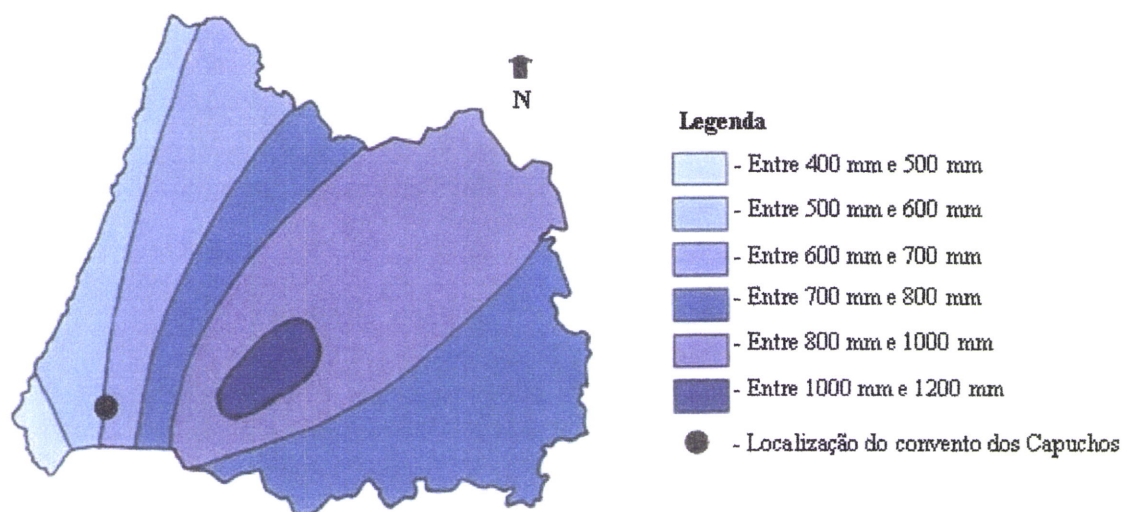 N
Legenda
- Entre 400 mm e 500 mm
- Entre 500 mm e 600 mm
- Entre 600 mm e 700 mm
- Entre 700 mm e 800 mm
- Entre 800 mm e 1000 mm
- Entre 1000 mm e 1200 mm
- Localização do convento dos Capuchos